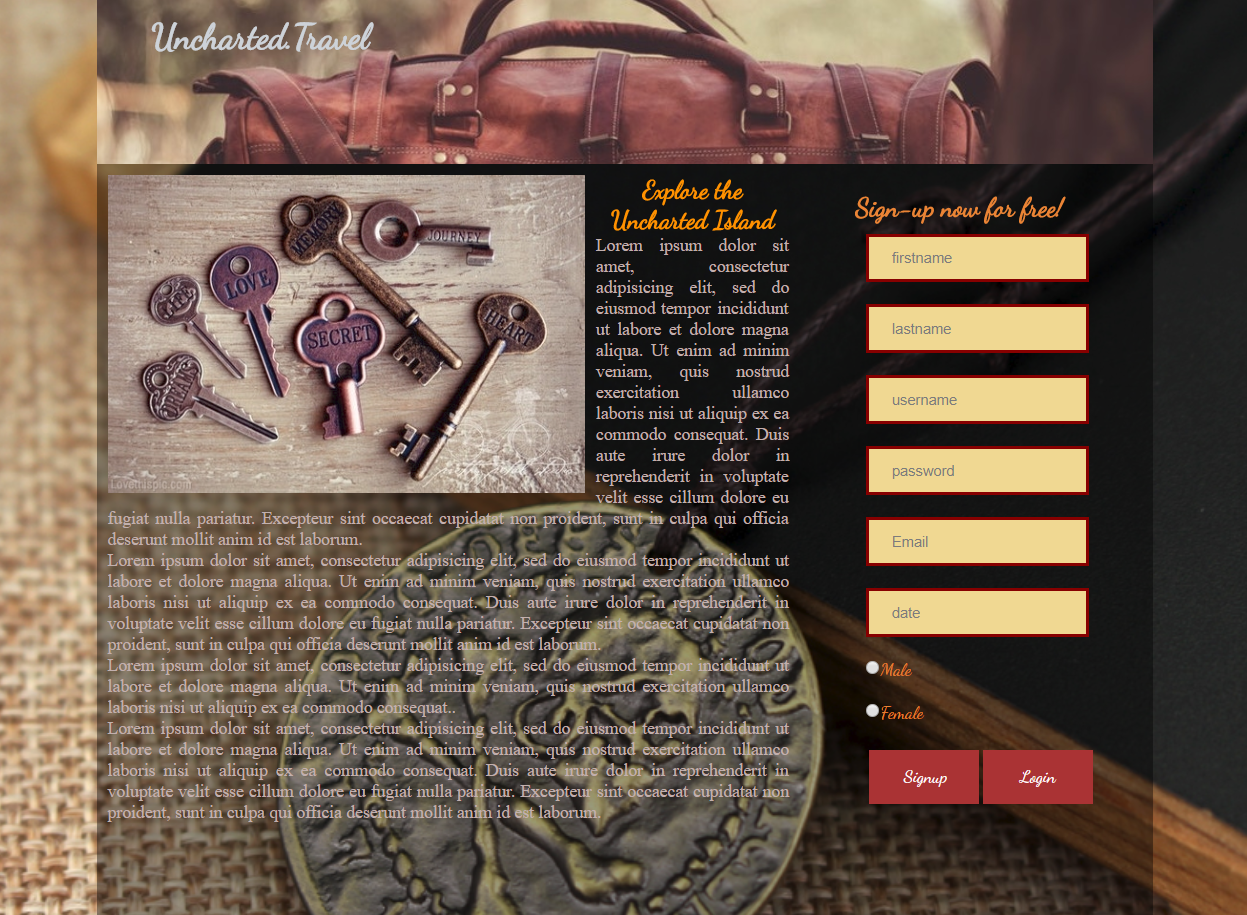 Uncharted.Travel
MEMORY
JOURNEY
LOVE
SECRET
HEART
Lovethispic.com
Explore the
Uncharted Island
Lorem ipsum dolor sit
amet, consectetur
adipisicing elit, sed do
eiusmod tempor incididunt
ut labore et dolore magna
aliqua. Ut enim ad minim
veniam, quis nostrud
exercitation ullamco
laboris nisi ut aliquip ex ea
commodo consequat. Duis
aute irure dolor in
reprehenderit in voluptate
velit esse cillum dolore eu
fugiat nulla pariatur. Excepteur sint occaecat cupidatat non proident, sunt in culpa qui officia
deserunt mollit anim id est laborum.
Lorem ipsum dolor sit amet, consectetur adipisicing elit, sed do eiusmod tempor incididunt ut
labore et dolore magna aliqua. Ut enim ad minim veniam, quis nostrud exercitation ullamco
laboris nisi ut aliquip ex ea commodo consequat. Duis aute irure dolor in reprehenderit in
voluptate velit esse cillum dolore eu fugiat nulla pariatur. Excepteur sint occaecat cupidatat non
proident, sunt in culpa qui officia deserunt mollit anim id est laborum.
Lorem ipsum dolor sit amet, consectetur adipisicing elit, sed do eiusmod tempor incididunt ut
labore et dolore magna aliqua. Ut enim ad minim veniam, quis nostrud exercitation ullamco
laboris nisi ut aliquip ex ea commodo consequat..
Lorem ipsum dolor sit amet, consectetur adipisicing elit, sed do eiusmod tempor incididunt ut
labore et dolore magna aliqua. Ut enim ad minim veniam, quis nostrud exercitation ullamco
laboris nisi ut aliquip ex ea commodo consequat. Duis aute irure dolor in reprehenderit in
voluptate velit esse cillum dolore eu fugiat nulla pariatur. Excepteur sint occaecat cupidatat non
proident, sunt in culpa qui officia deserunt mollit anim id est laborum.
Sign-up now for free!
firstname
lastname
username
password
Email
date
Male
Female
Signup
Login